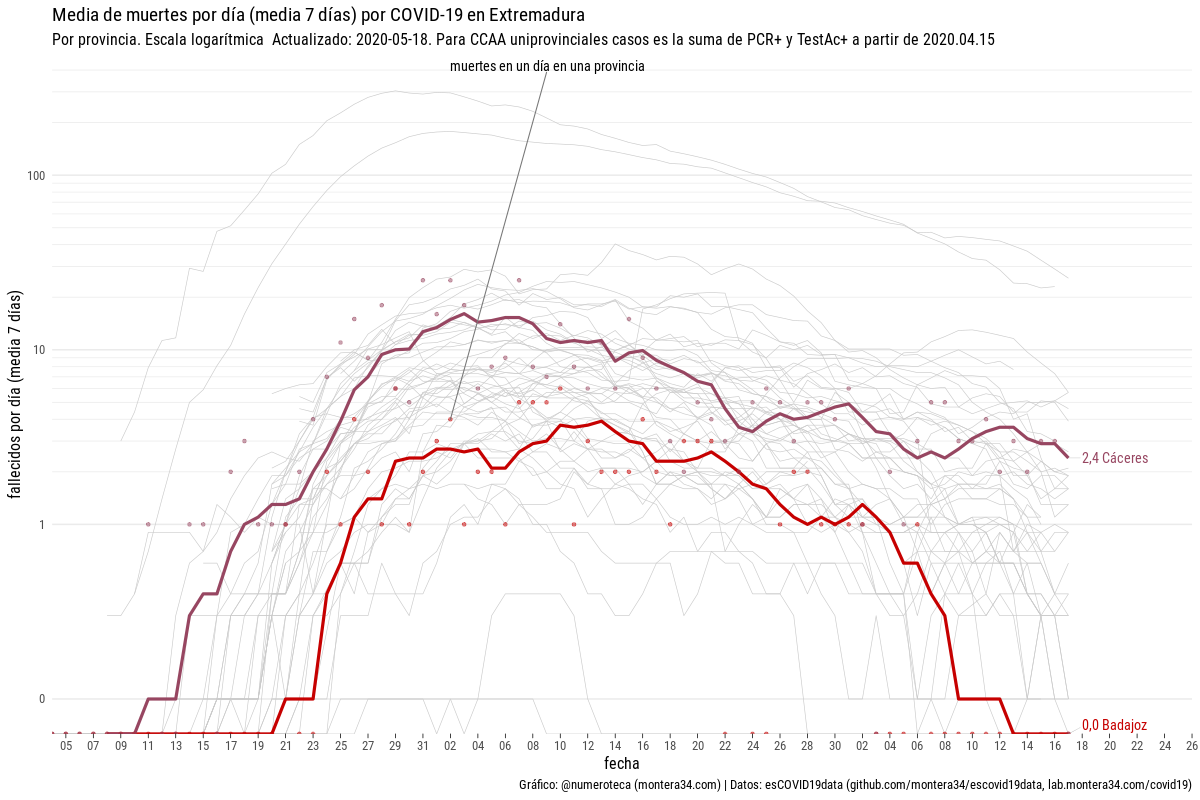 Media de muertes por día (media 7 días) por COVID-19 en Extremadura
Por provincia. Escala logarítmica  Actualizado: 2020-05-18. Para CCAA uniprovinciales casos es la suma de PCR+ y TestAc+ a partir de 2020.04.15
muertes en un día en una provincia
fallecidos por día (media  7 días)
100
10
1
0
2,4 Cáceres
0,0 Badajoz
05 07 09 11 13 15 17 19 21 23 25 27 29 31 02 04 06 08 10 12 14 16 18 20 22 24 26 28 30 02 04 06 08 10 12 14 16 18 20 22 24 26
fecha
Gráfico: @numeroteca (montera34.com) | Datos: esCOVID19data (github.com/montera34/escovid19data, lab.montera34.com/covid19)